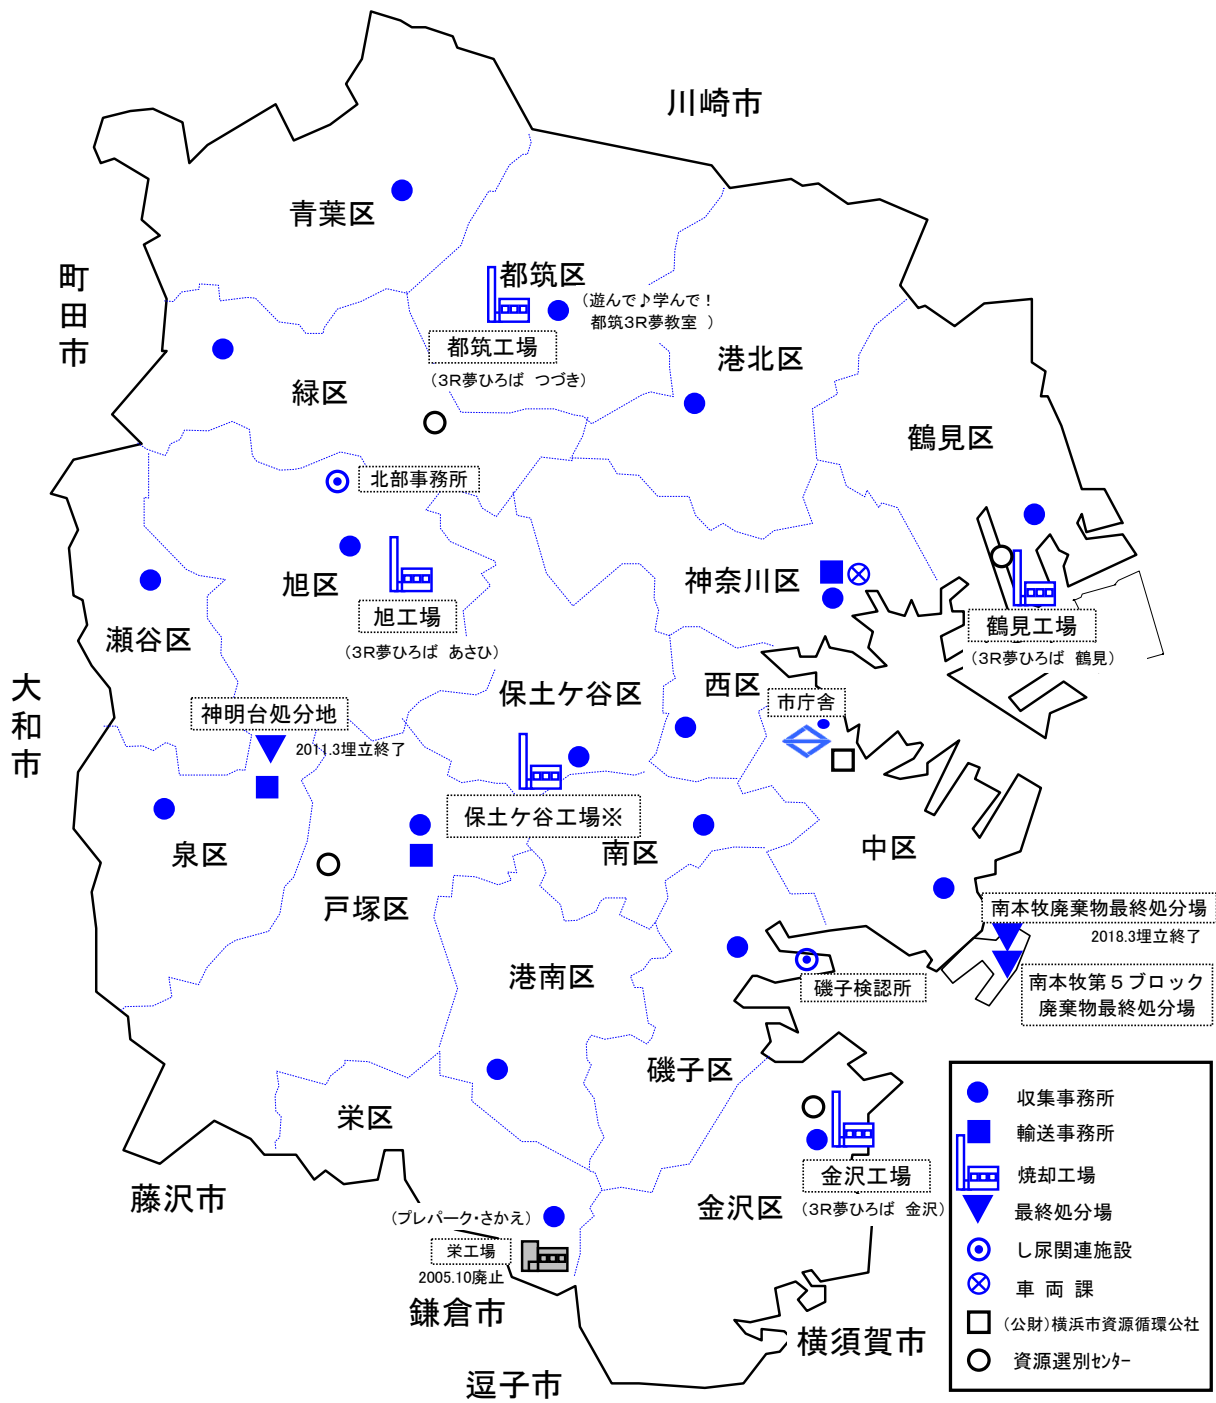 川崎市
青葉区
町
田
市
都筑区
(遊んで♪学んで！
都筑3R夢教室 )
都筑工場
(3R夢ひろば つづき)
港北区
緑区
鶴見区
北部事務所
旭区
神奈川区
旭工場
(3R夢ひろば あさひ)
鶴見工場
(3R夢ひろば 鶴見)
瀬谷区
大
和
市
保土ケ谷区
西区
市庁舎
神明台処分地
2011.3埋立終了
保土ケ谷工場※
南区
中区
泉区
戸塚区
南本牧廃棄物最終処分場
2018.3埋立終了
南本牧第５ブロック
廃棄物最終処分場
港南区
磯子検認所
磯子区
栄区
金沢工場
(3R夢ひろば 金沢)
金沢区
藤沢市
(プレパーク・さかえ)
栄工場
2005.10廃止
鎌倉市
逗子市
横須賀市
収集事務所
輸送事務所
焼却工場
最終処分場
し尿関連施設
車 両 課
(公財)横浜市資源循環公社
資源選別ｾﾝﾀｰ